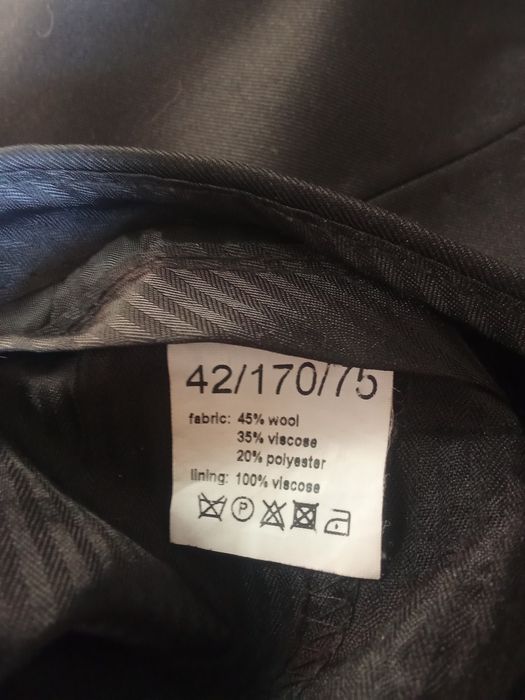 42/170/75
fabric: 45% wool
35% viscose
20% polyester
lining: 100% viscose
P